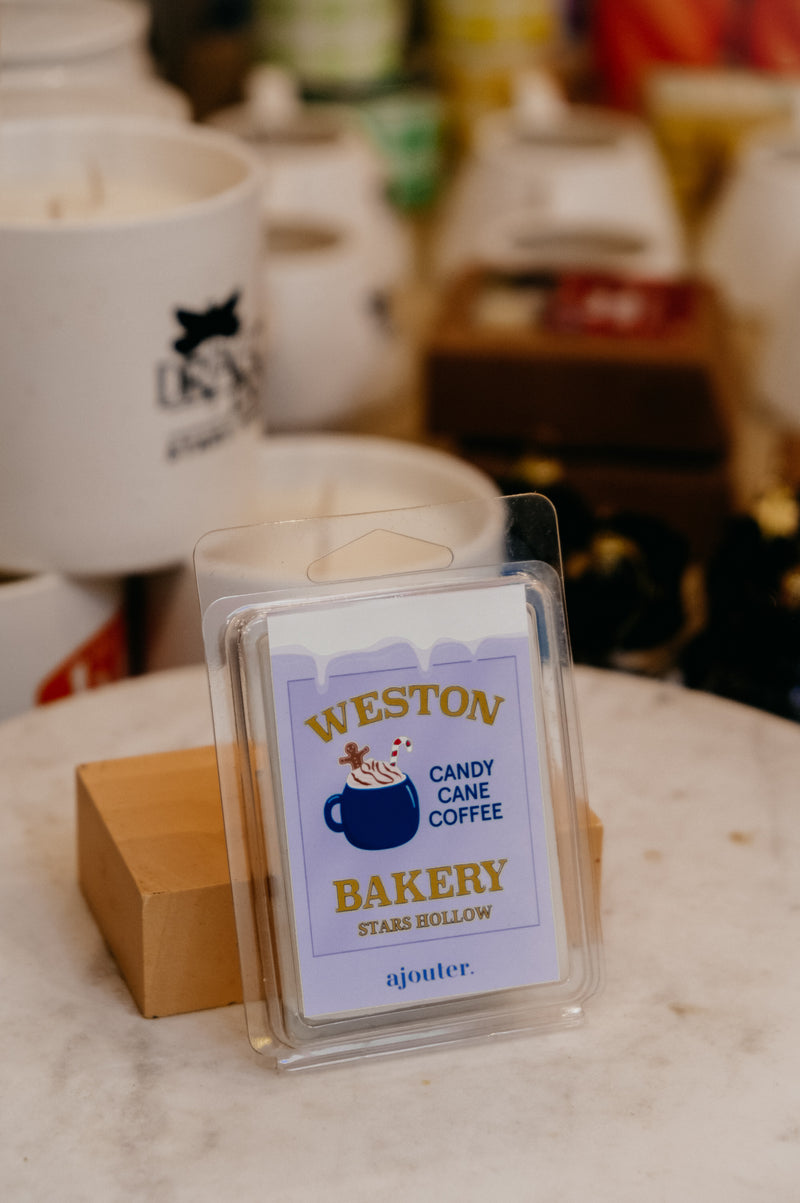 WESTON
CANDY
CANE
COFFEE
BAKERY
STARS HOLLOW
ajouter.